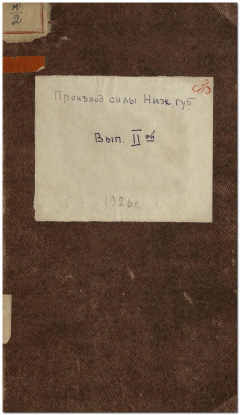 Производ силы Ниж губ.
Вып. II ой
1926 г.